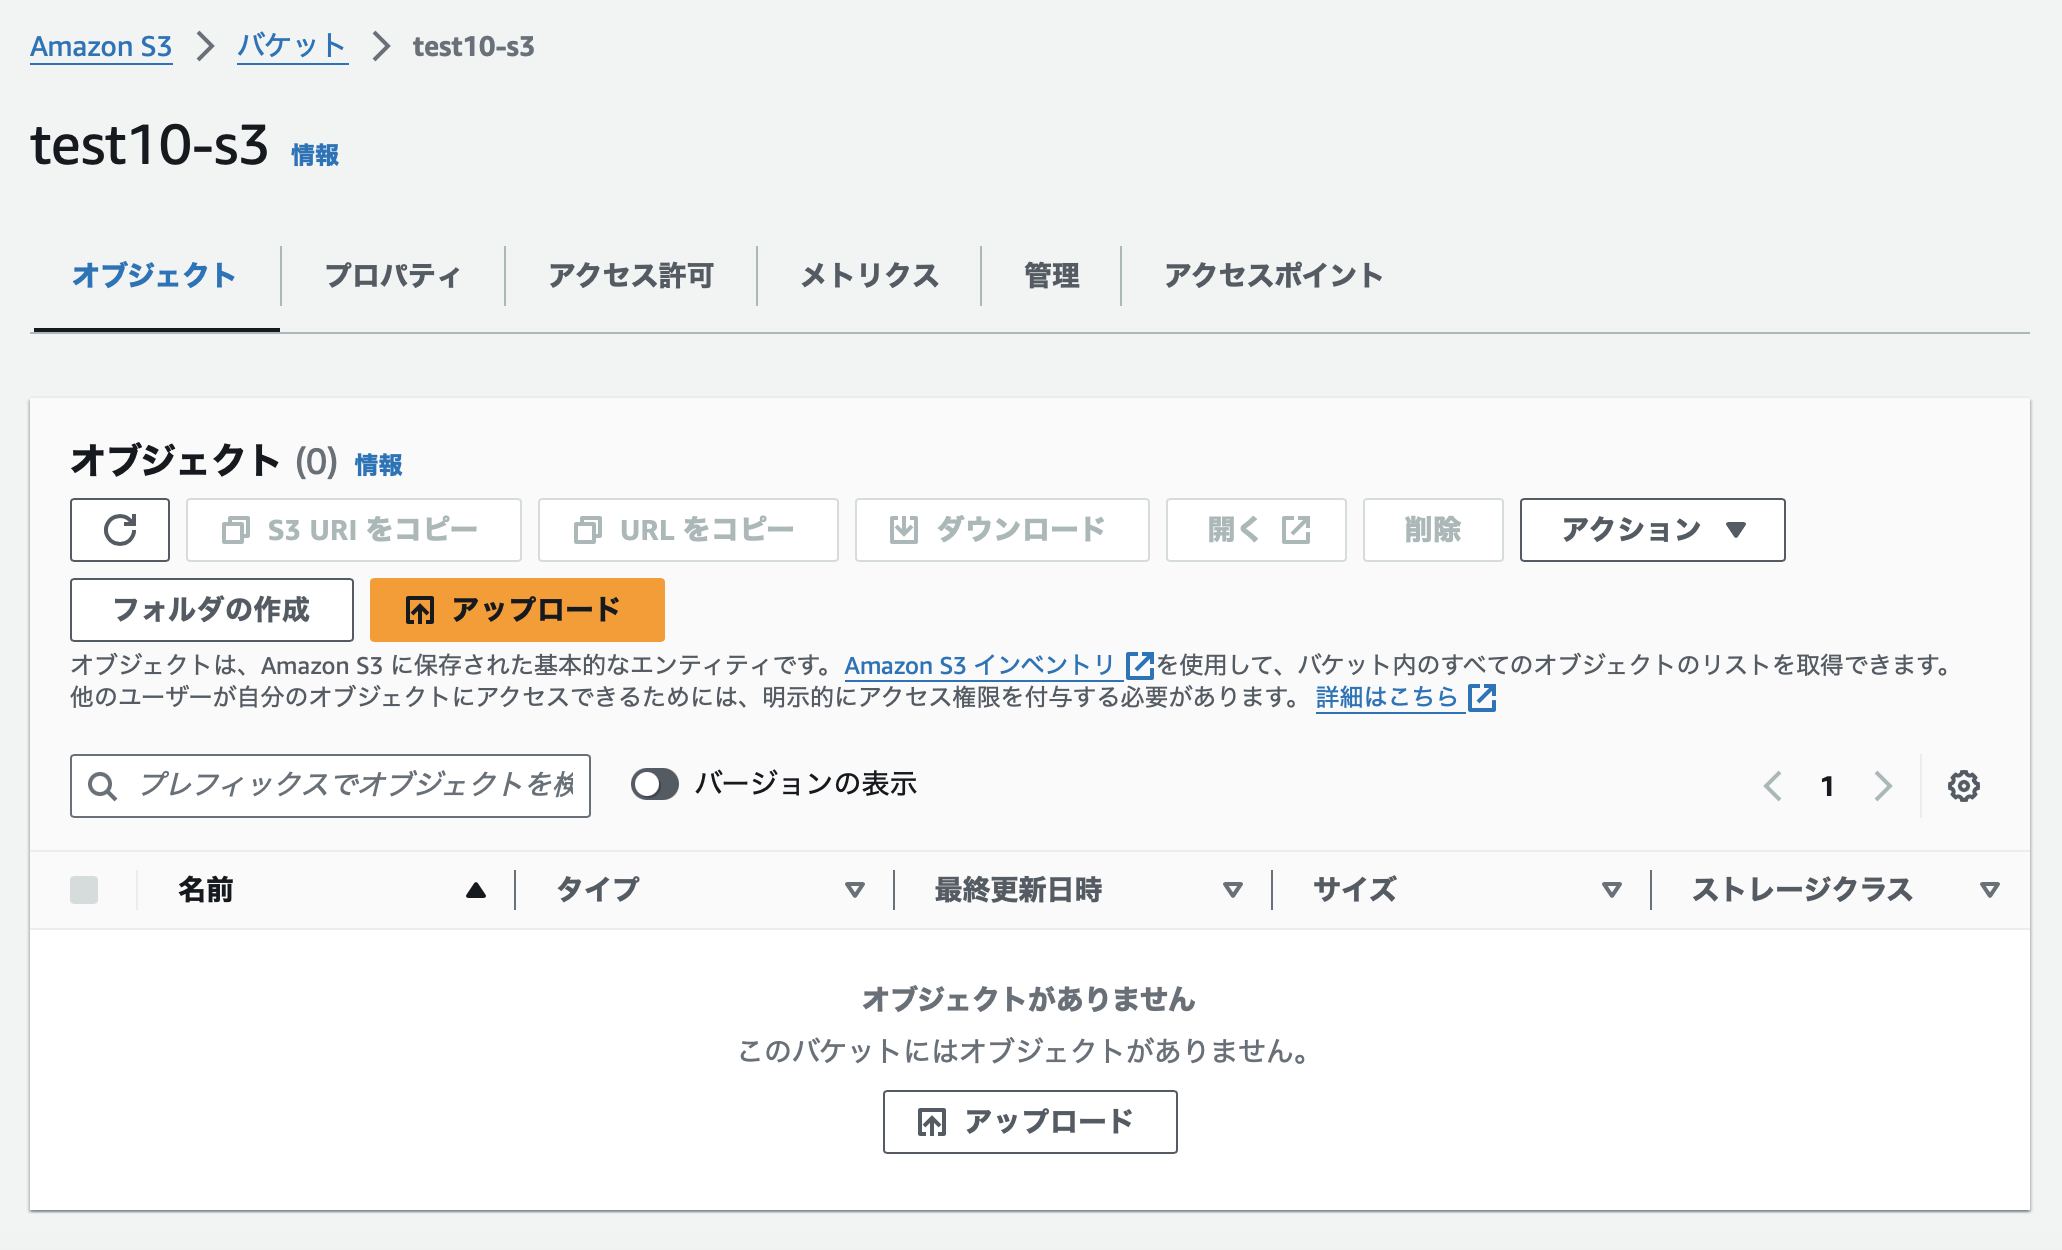 Amazon S3 > バケット > test10-s3
test10-s3 情報
オブジェクト プロパティ アクセス許可 メトリクス 管理 アクセスポイント
オブジェクト (0) 情報
S3 URI をコピー URL をコピー ダウンロード 開く 削除 アクション
フォルダの作成 アップロード
オブジェクトは、Amazon S3 に保存された基本的なエンティティです。Amazon S3 インベントリ を使用して、バケット内のすべてのオブジェクトのリストを取得できます。
他のユーザーが自分のオブジェクトにアクセスできるためには、明示的にアクセス権限を付与する必要があります。 詳細はこちら
プレフィックスでオブジェクトを検 バージョンの表示 1
名前 タイプ 最終更新日時 サイズ ストレージクラス
オブジェクトがありません
このバケットにはオブジェクトがありません。
アップロード